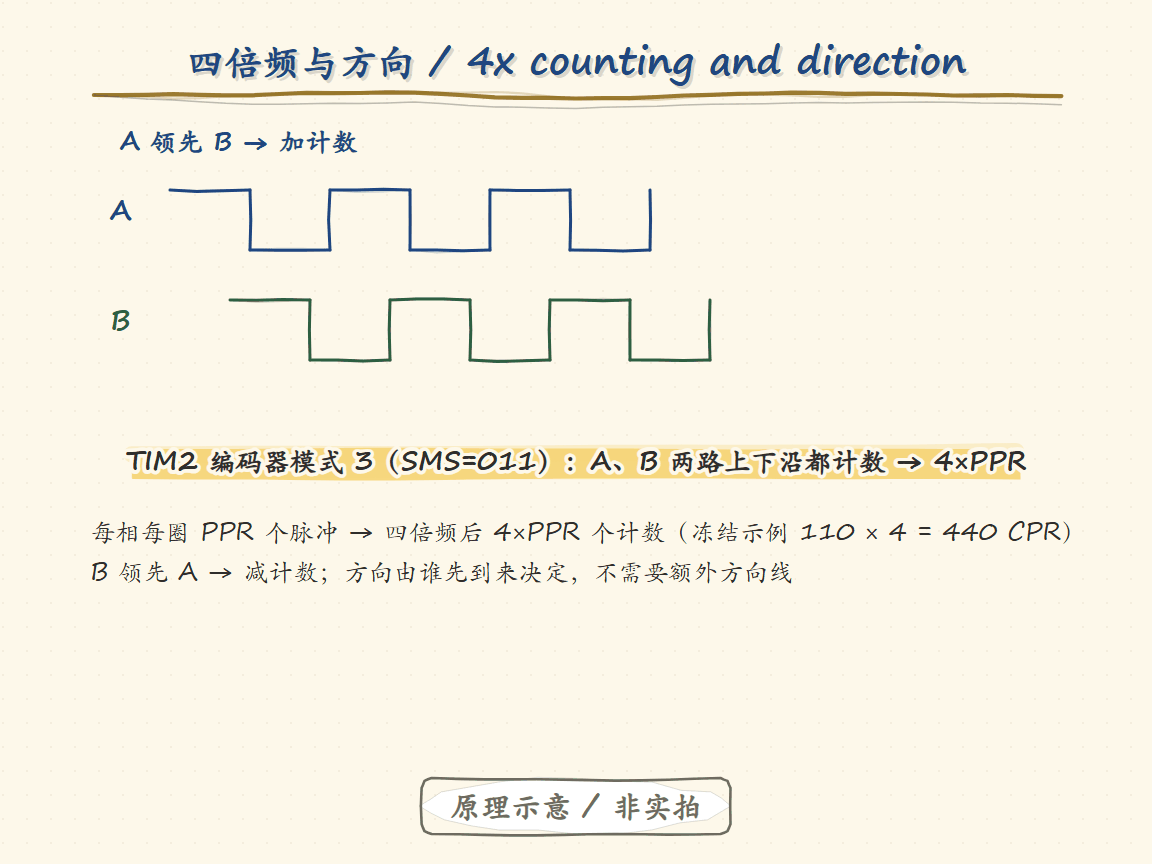 四倍频与方向 / 4x counting and direction
A 领先 B → 加计数
A
B
TIM2 编码器模式 3（SMS=011）：A、B 两路上下沿都计数 → 4×PPR
每相每圈 PPR 个脉冲 → 四倍频后 4×PPR 个计数（冻结示例 110 × 4 = 440 CPR）
B 领先 A → 减计数；方向由谁先到来决定，不需要额外方向线
原理示意 / 非实拍